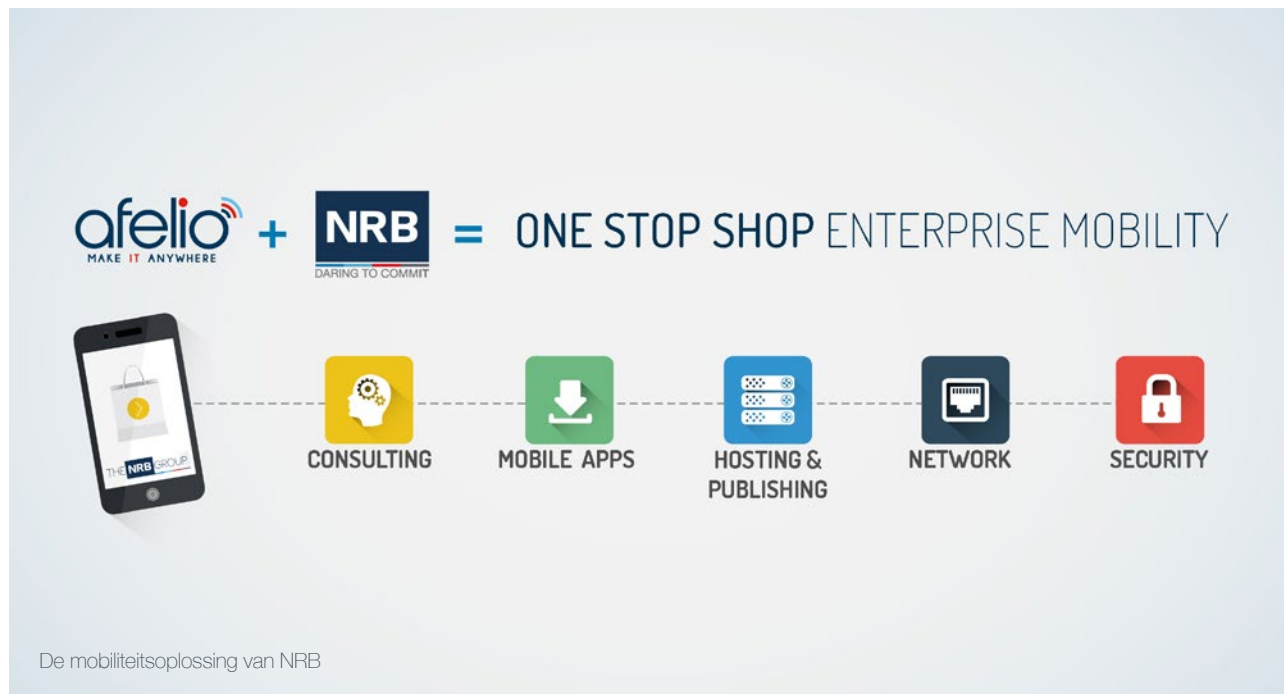 afelio + NRB = ONE STOP SHOP ENTERPRISE MOBILITY
MAKE IT ANYWHERE
DARING TO COMMIT
THE NRB GROUP
CONSULTING
MOBILE APPS
HOSTING &
PUBLISHING
NETWORK
SECURITY
De mobiliteitsoplossing van NRB